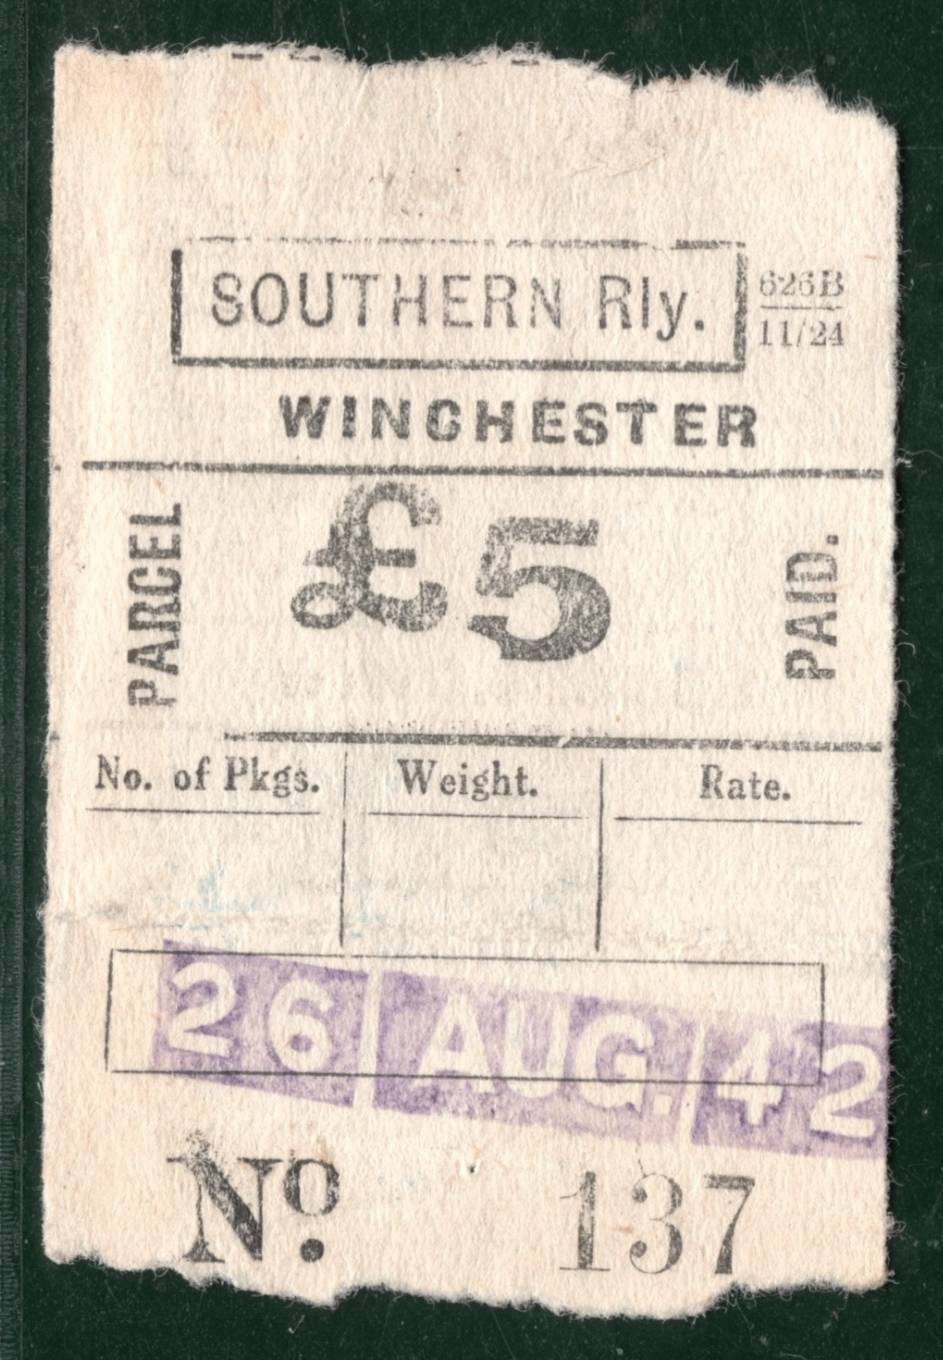 SOUTHERN Rly.
626B
11/24
WINCHESTER
PARCEL
£5
PAID.
No. of Pkgs.
Weight.
Rate.
26 AUG. 42
No. 137